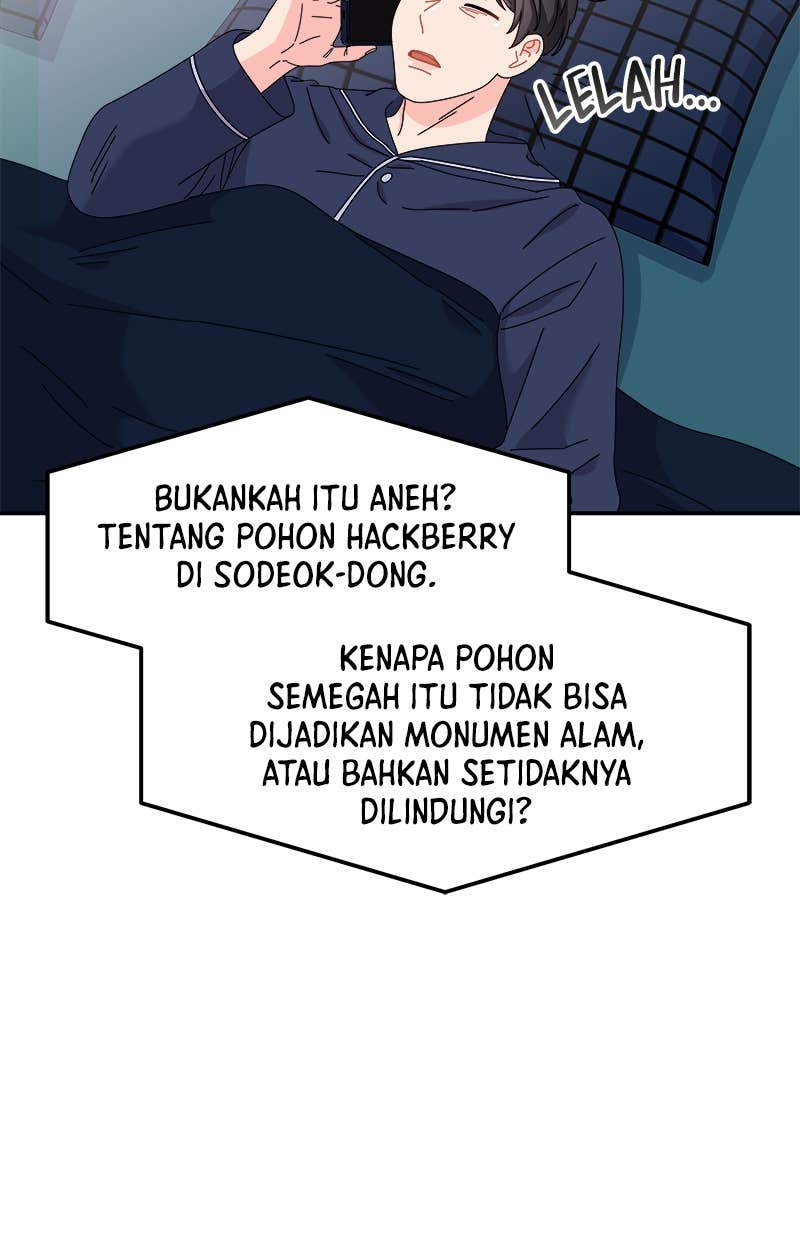 LELAH...
BUKANKAH ITU ANEH?
TENTANG POHON HACKBERRY
DI SODEOK-DONG.
KENAPA POHON
SEMEGAH ITU TIDAK BISA
DIJADIKAN MONUMEN ALAM,
ATAU BAHKAN SETIDAKNYA
DILINDUNGI?